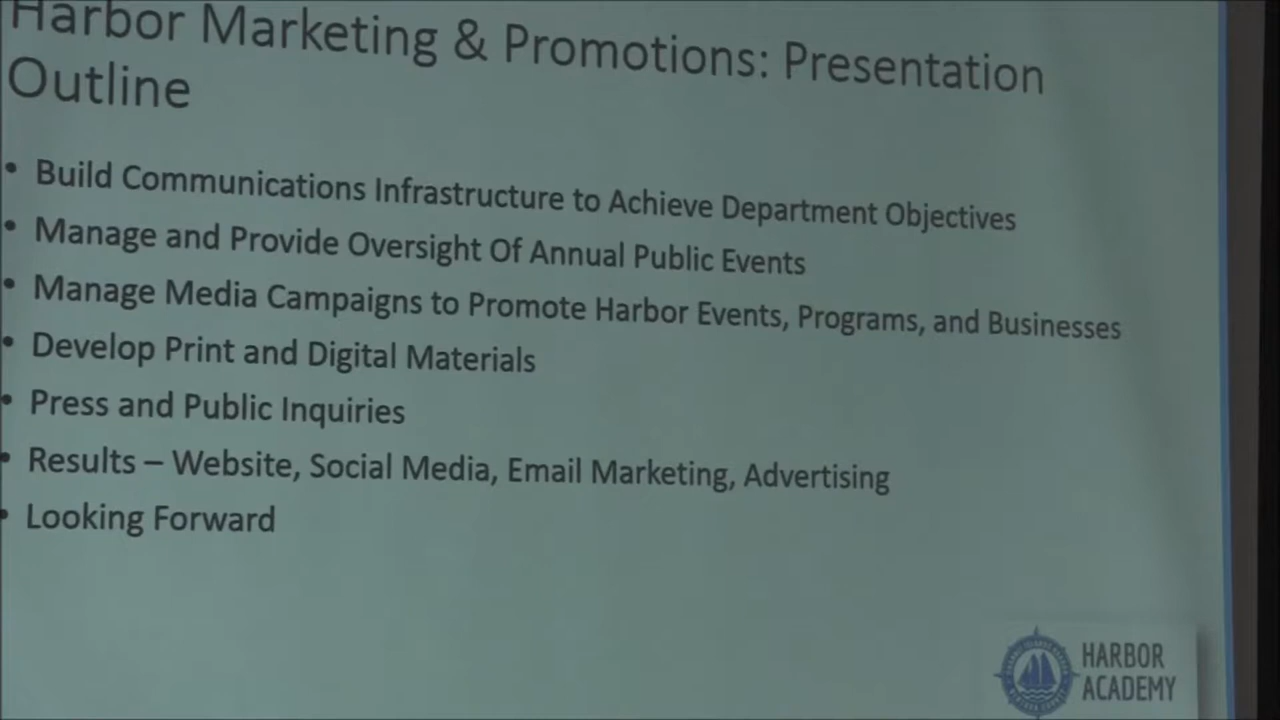 Harbor Marketing & Promotions: Presentation
Outline
• Build Communications Infrastructure to Achieve Department Objectives
• Manage and Provide Oversight Of Annual Public Events
• Manage Media Campaigns to Promote Harbor Events, Programs, and Businesses
• Develop Print and Digital Materials
• Press and Public Inquiries
• Results – Website, Social Media, Email Marketing, Advertising
• Looking Forward
HARBOR
ACADEMY